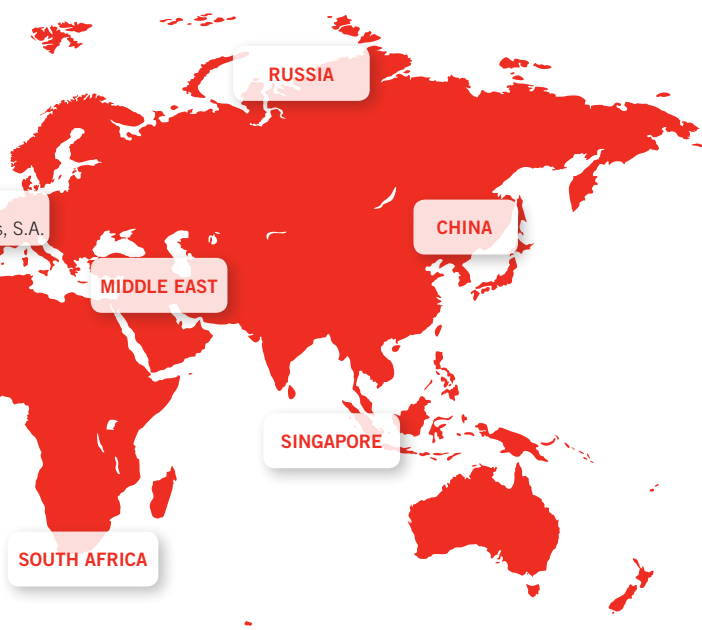 RUSSIA
s, S.A.
CHINA
MIDDLE EAST
SINGAPORE
SOUTH AFRICA